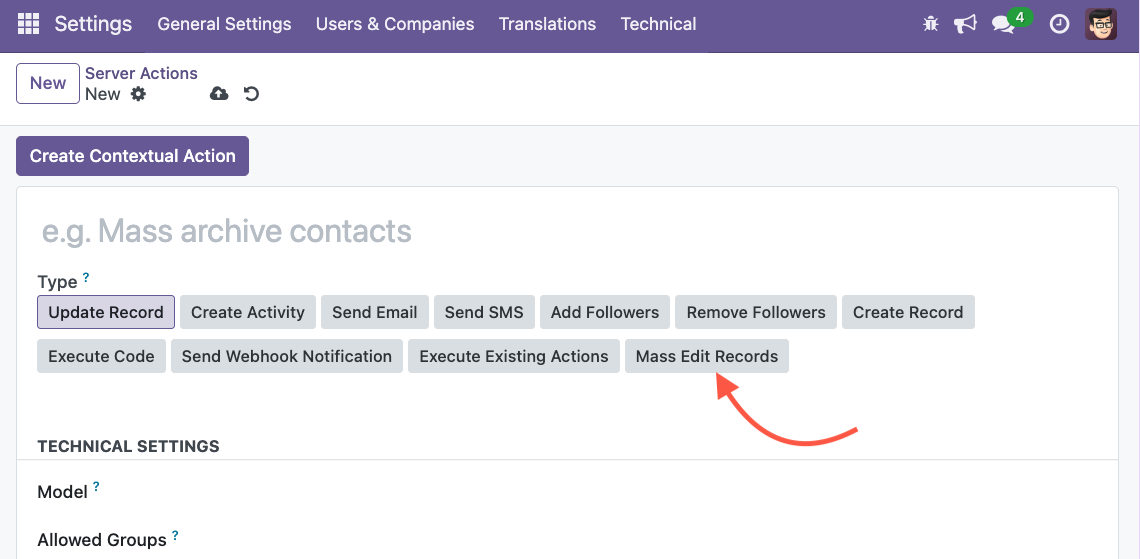 Settings General Settings Users & Companies Translations Technical 4
New Server Actions
New
Create Contextual Action
e.g. Mass archive contacts
Type ?
Update Record Create Activity Send Email Send SMS Add Followers Remove Followers Create Record
Execute Code Send Webhook Notification Execute Existing Actions Mass Edit Records
TECHNICAL SETTINGS
Model ?
Allowed Groups ?